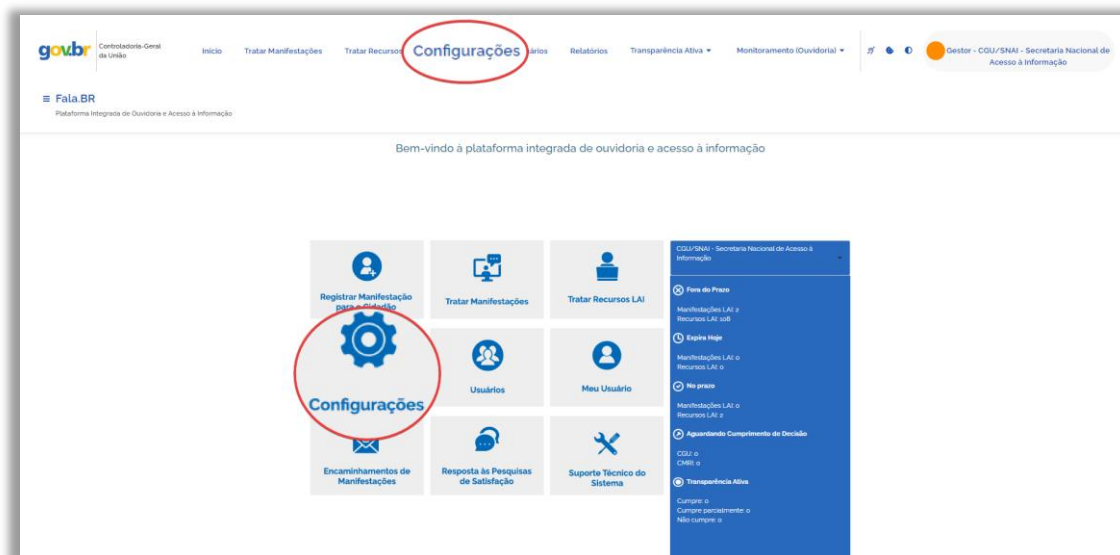 gov.br
Controladoria-Geral
da União
Início
Tratar Manifestações
Tratar Recursos
Configurações
Relatórios
Transparência Ativa
Monitoramento (Ouvidoria)
Gestor - CGU/SNAI - Secretaria Nacional de
Acesso à Informação
Fala.BR
Plataforma Integrada de Ouvidoria e Acesso à Informação
Bem-vindo à plataforma integrada de ouvidoria e acesso à informação
Registrar Manifestação
para o Cidadão
Tratar Manifestações
Tratar Recursos LAI
Configurações
Usuários
Meu Usuário
Encaminhamentos de
Manifestações
Resposta às Pesquisas
de Satisfação
Suporte Técnico do
Sistema
CGU/SNAI - Secretaria Nacional de Acesso à
Informação
Fora do Prazo
Manifestações LAI: 2
Recursos LAI: 108
Expira Hoje
Manifestações LAI: 0
Recursos LAI: 0
No prazo
Manifestações LAI: 0
Recursos LAI: 2
Aguardando Cumprimento de Decisão
CGU: 0
CMRI: 0
Transparência Ativa
Cumpre: 0
Cumpre parcialmente: 0
Não cumpre: 0